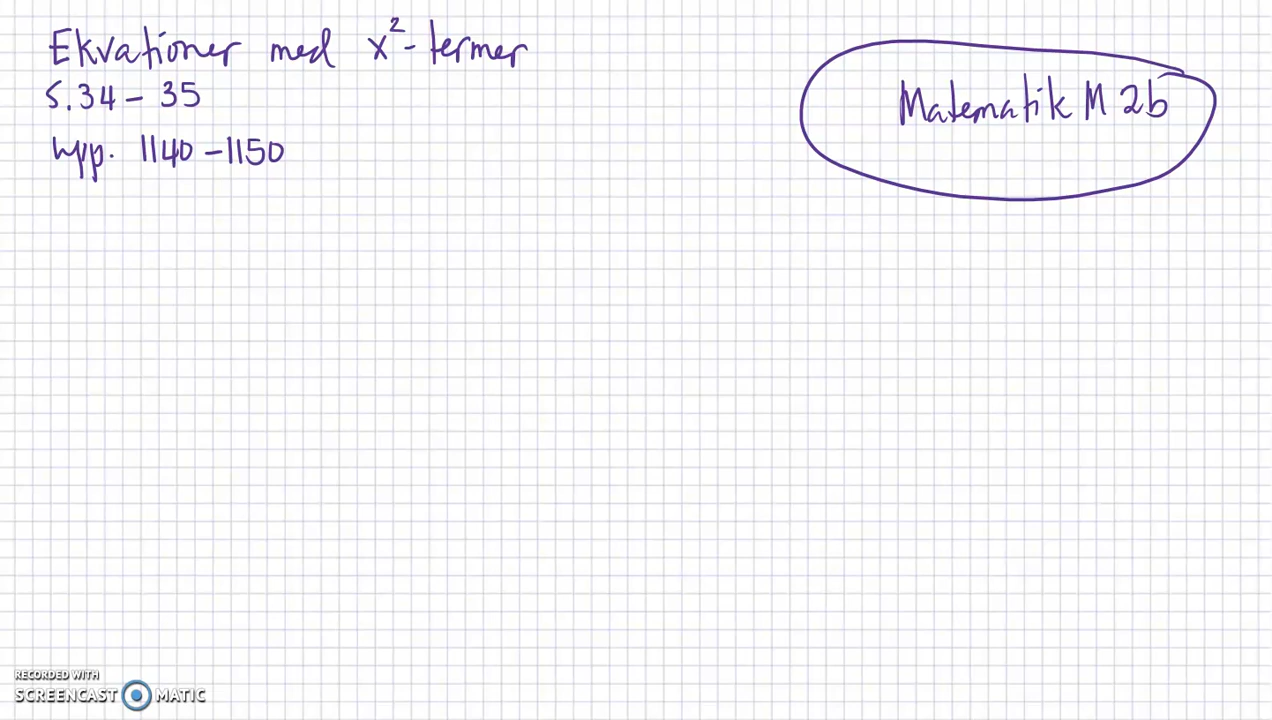 Ekvationer med x²-termer
s. 34 - 35
upp. 1140 - 1150
Matematik M 2b
RECORDED WITH
SCREENCAST MATIC